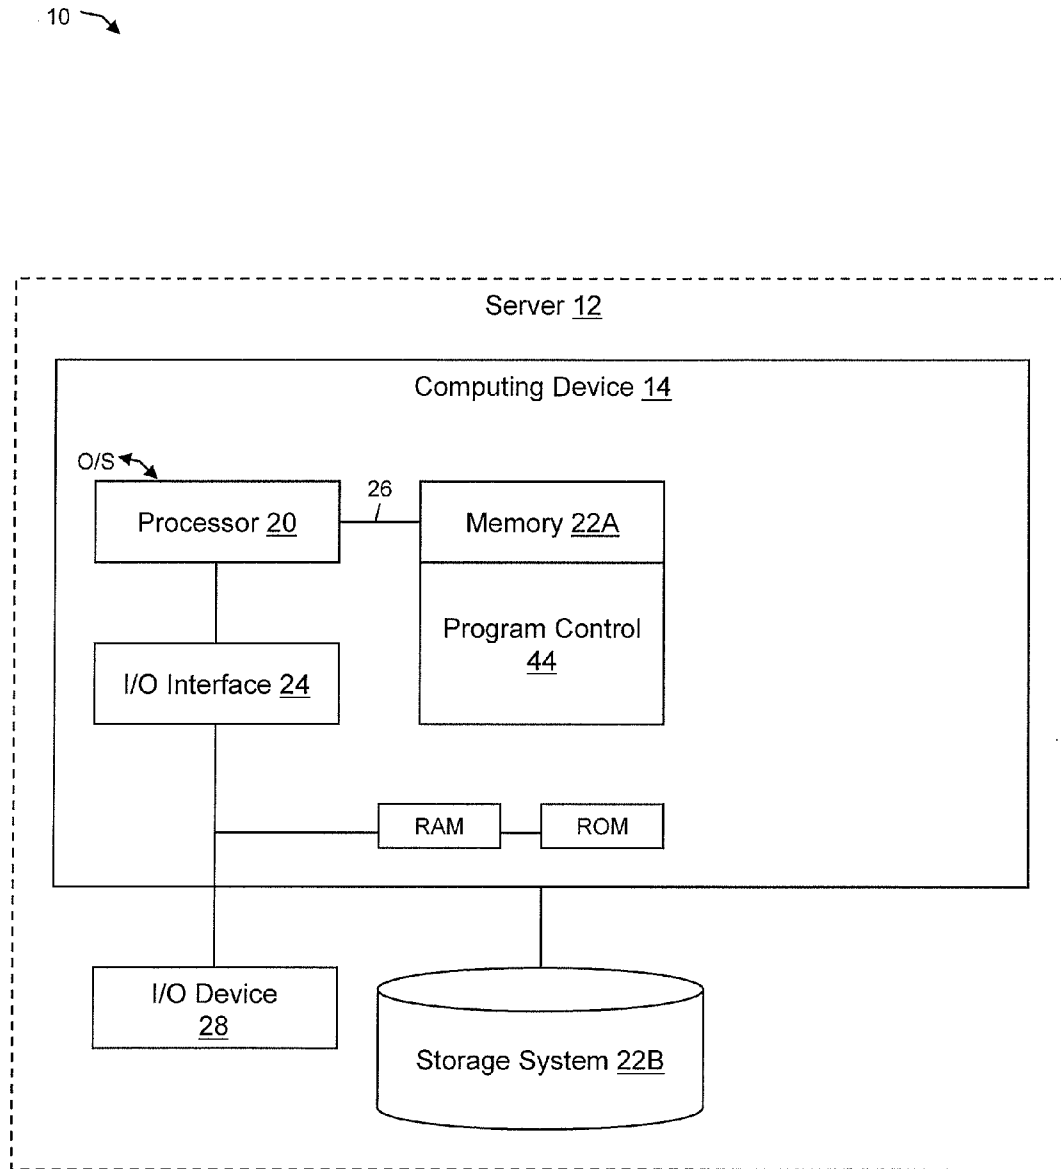 10
Server 12
Computing Device 14
O/S
26
Processor 20
Memory 22A
Program Control
44
I/O Interface 24
RAM
ROM
I/O Device
28
Storage System 22B